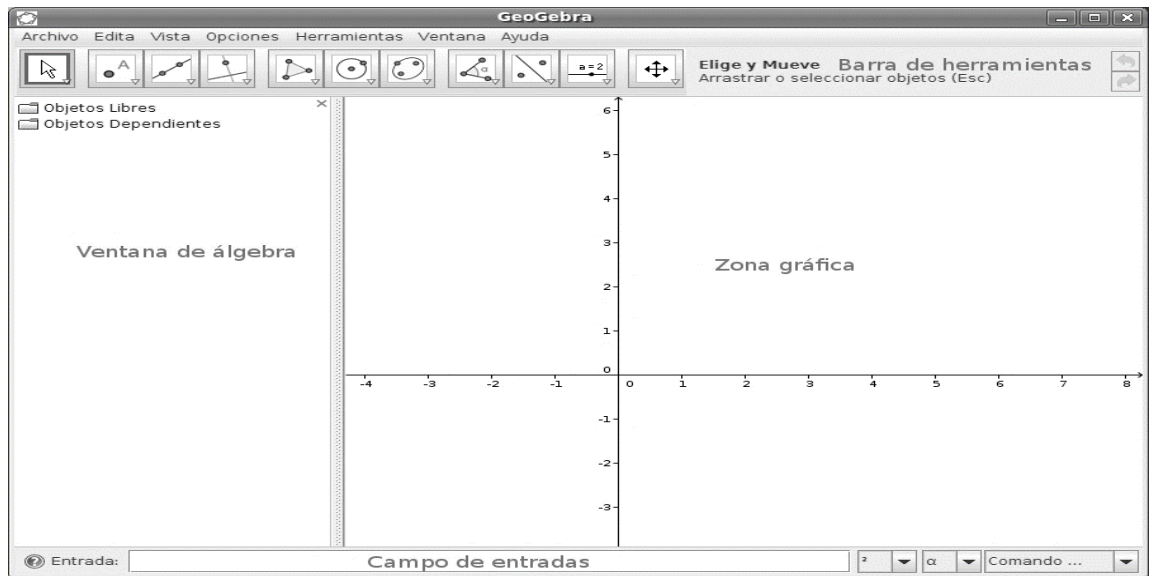 GeoGebra
Archivo Edita Vista Opciones Herramientas Ventana Ayuda
A
α
a=2
Elige y Mueve Barra de herramientas
Arrastrar o seleccionar objetos (Esc)
Objetos Libres
Objetos Dependientes
Ventana de álgebra
Zona gráfica
6
5
4
3
2
1
0
-4 -3 -2 -1 0 1 2 3 4 5 6 7 8
-1
-2
-3
Entrada: Campo de entradas ² α Comando ...